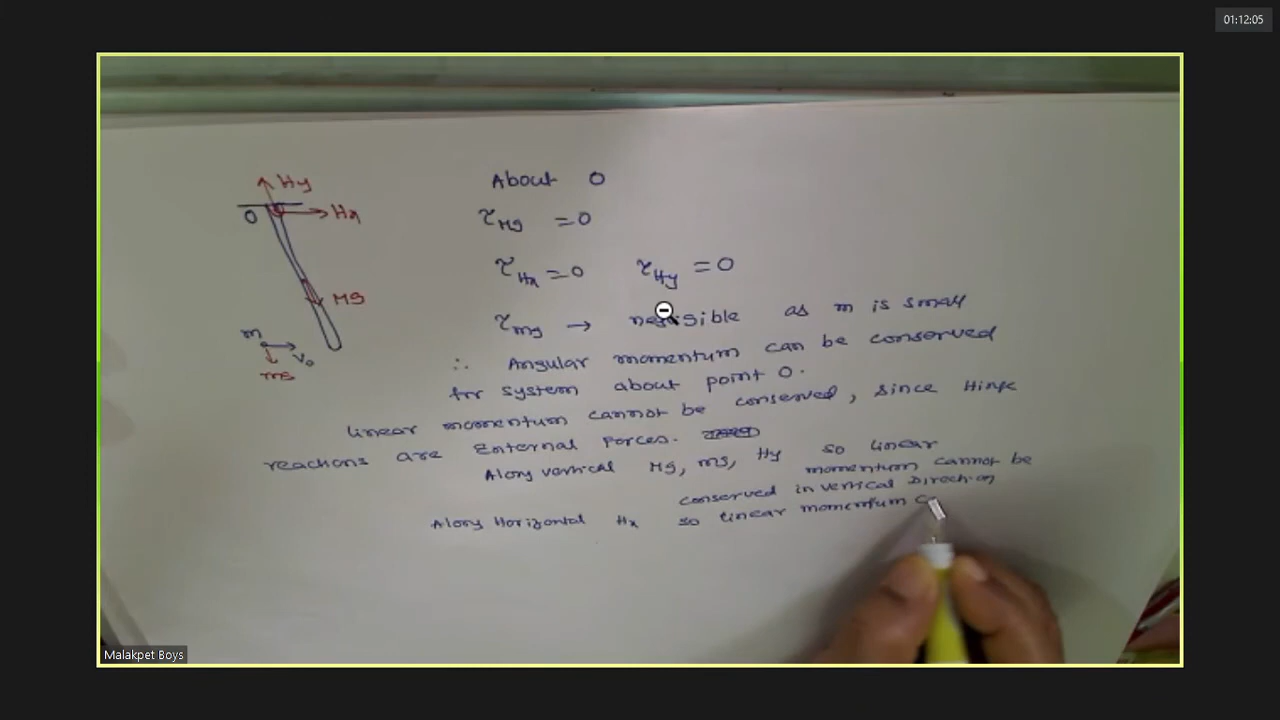 01:12:05
About O
τMg = 0
τHx = 0 τHy = 0
τmg → negligible as m is small
∴ Angular momentum can be conserved
for system about point O.
linear momentum cannot be conserved, since Hinge
reactions are External Forces.
Along vertical Mg, mg, Hy so linear
momentum cannot be
conserved in vertical Direction
Along Horizontal Hx so linear momentum
Hy
O
Hx
Mg
m
v₀
mg
Malakpet Boys